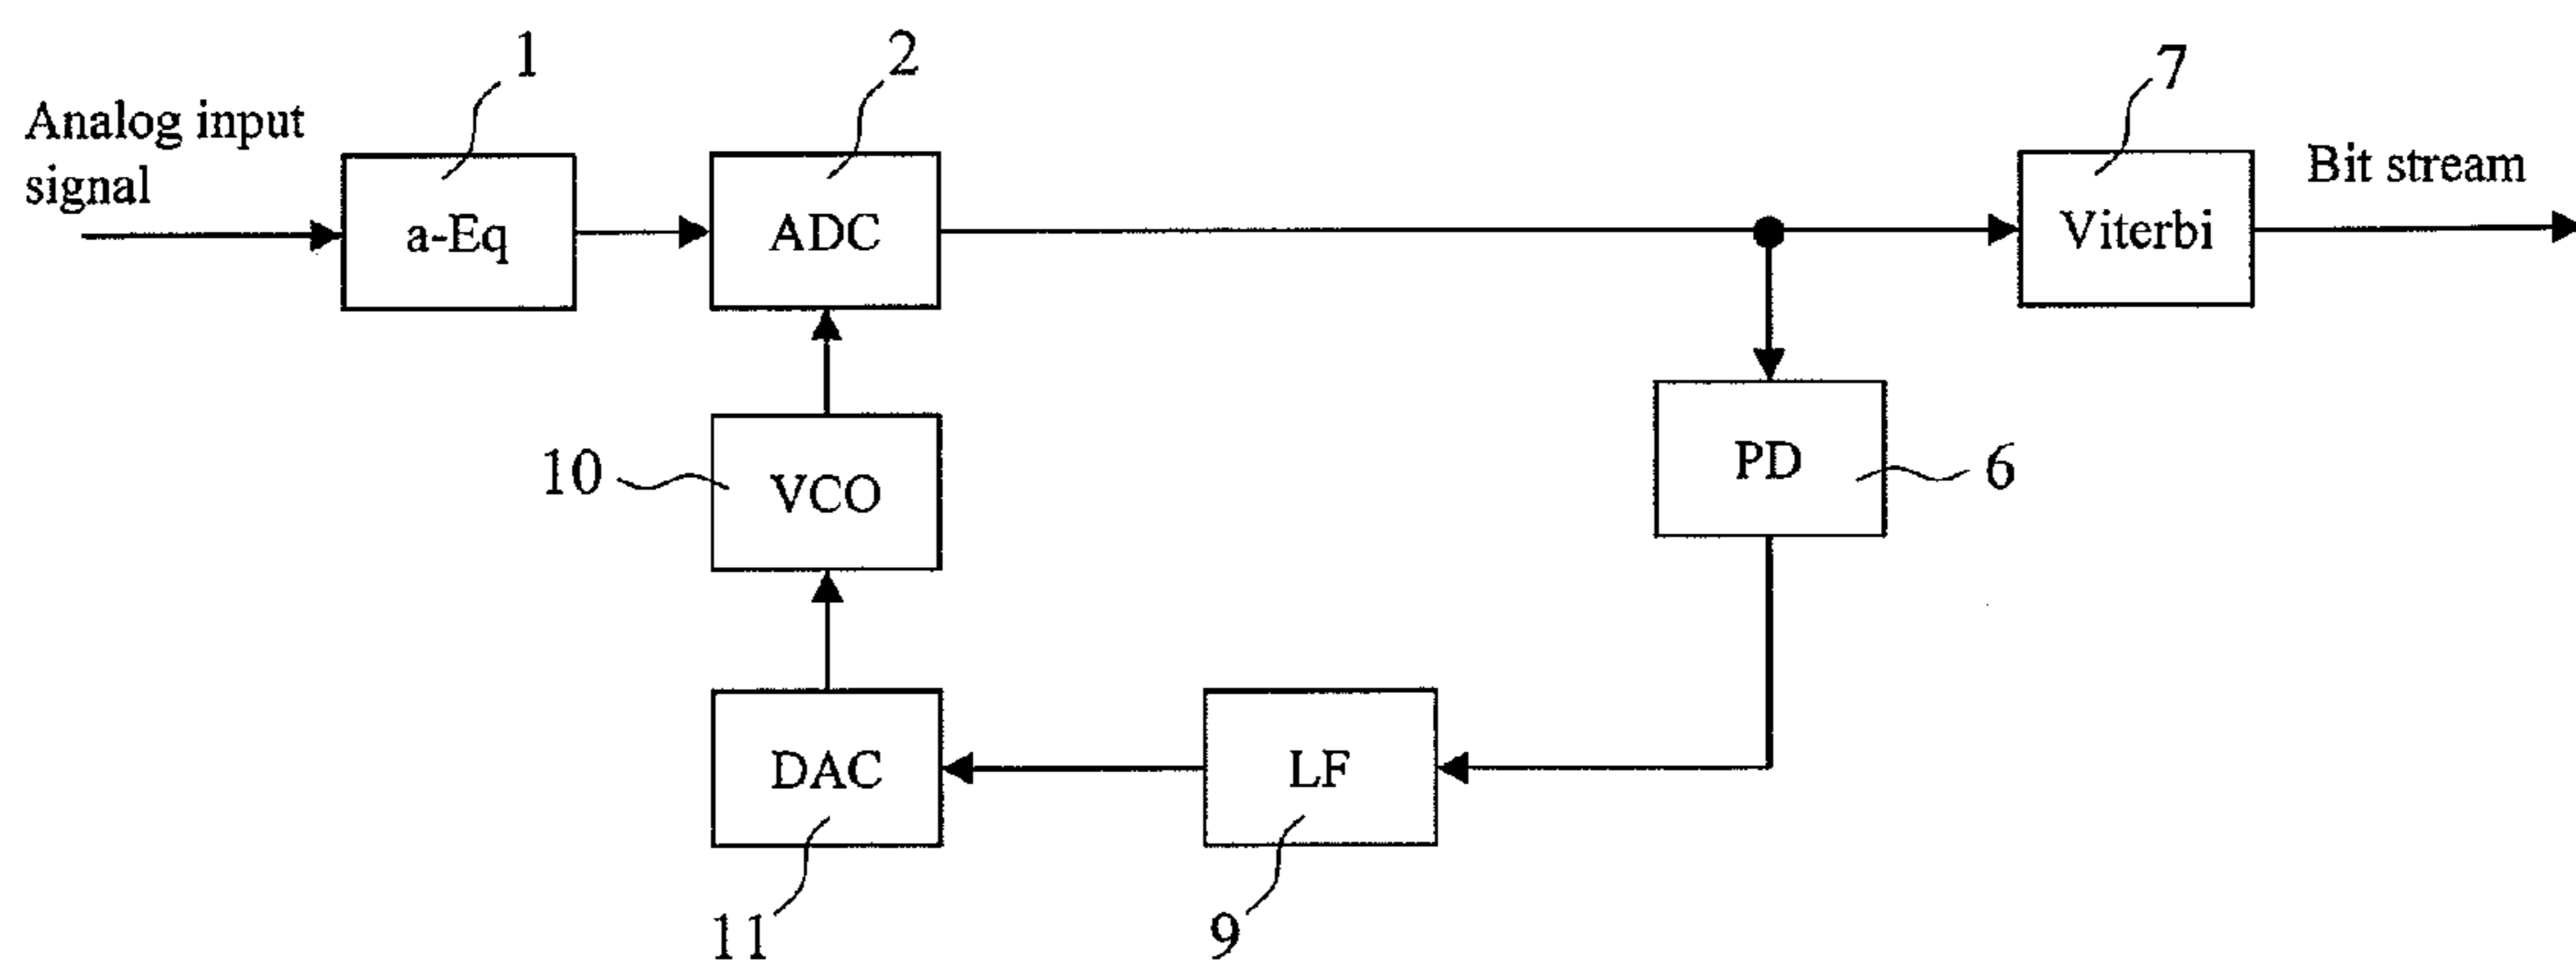 1
2
7
Analog input
signal
a-Eq
ADC
Viterbi
Bit stream
10
VCO
PD
6
DAC
LF
11
9